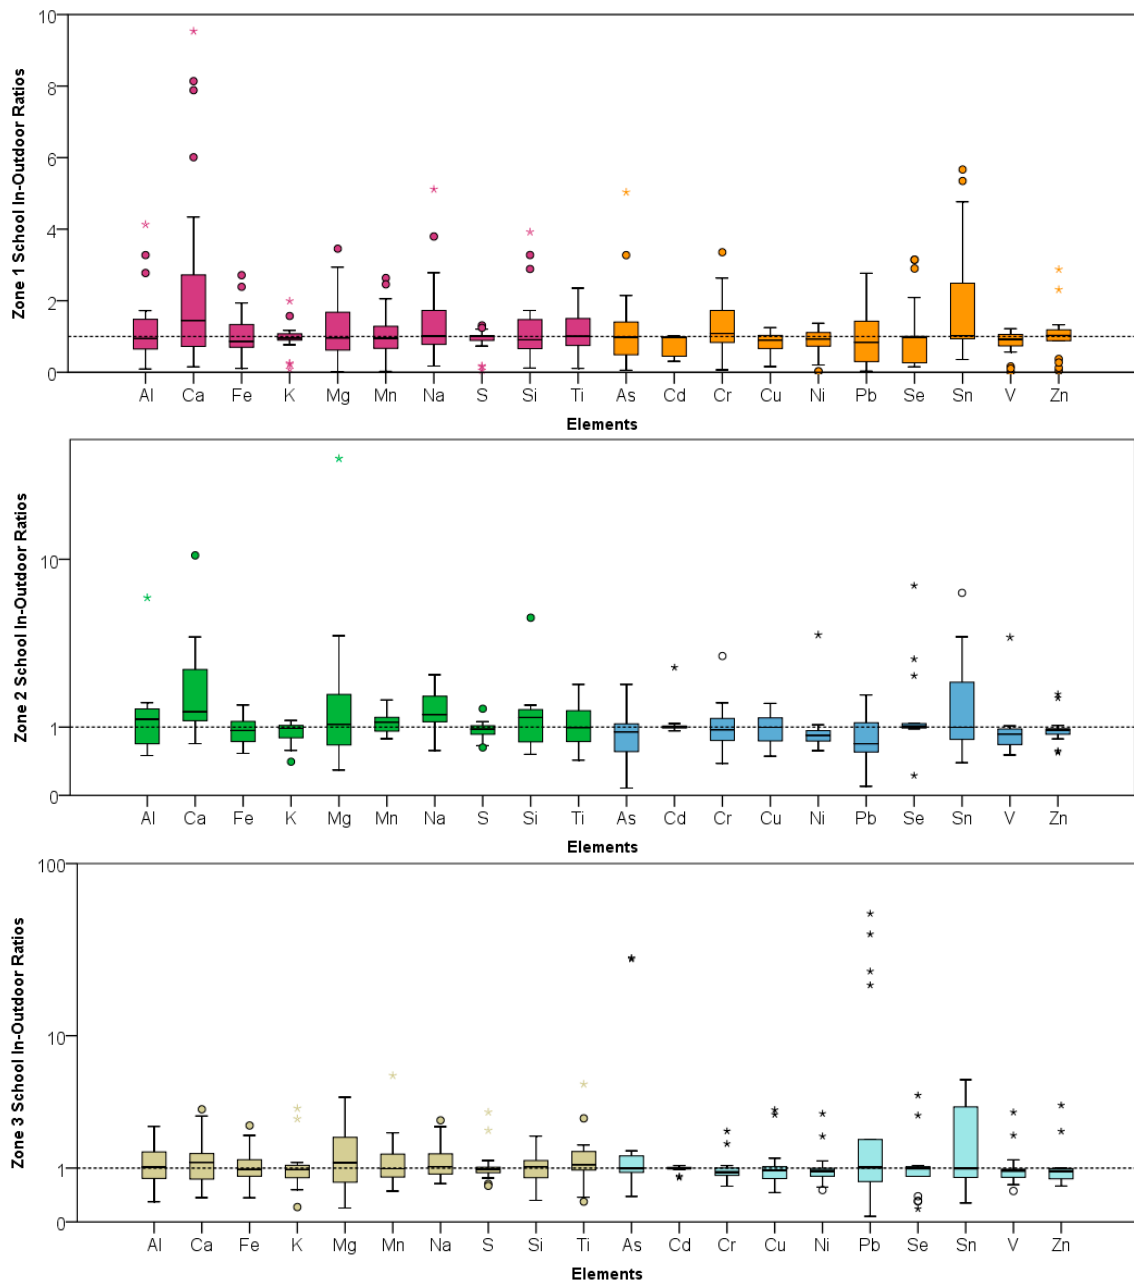 Zone 1 School In-Outdoor Ratios
10
8
6
4
2
0
Al Ca Fe K Mg Mn Na S Si Ti As Cd Cr Cu Ni Pb Se Sn V Zn
Elements
Zone 2 School In-Outdoor Ratios
10
1
0
Al Ca Fe K Mg Mn Na S Si Ti As Cd Cr Cu Ni Pb Se Sn V Zn
Elements
Zone 3 School In-Outdoor Ratios
100
10
1
0
Al Ca Fe K Mg Mn Na S Si Ti As Cd Cr Cu Ni Pb Se Sn V Zn
Elements